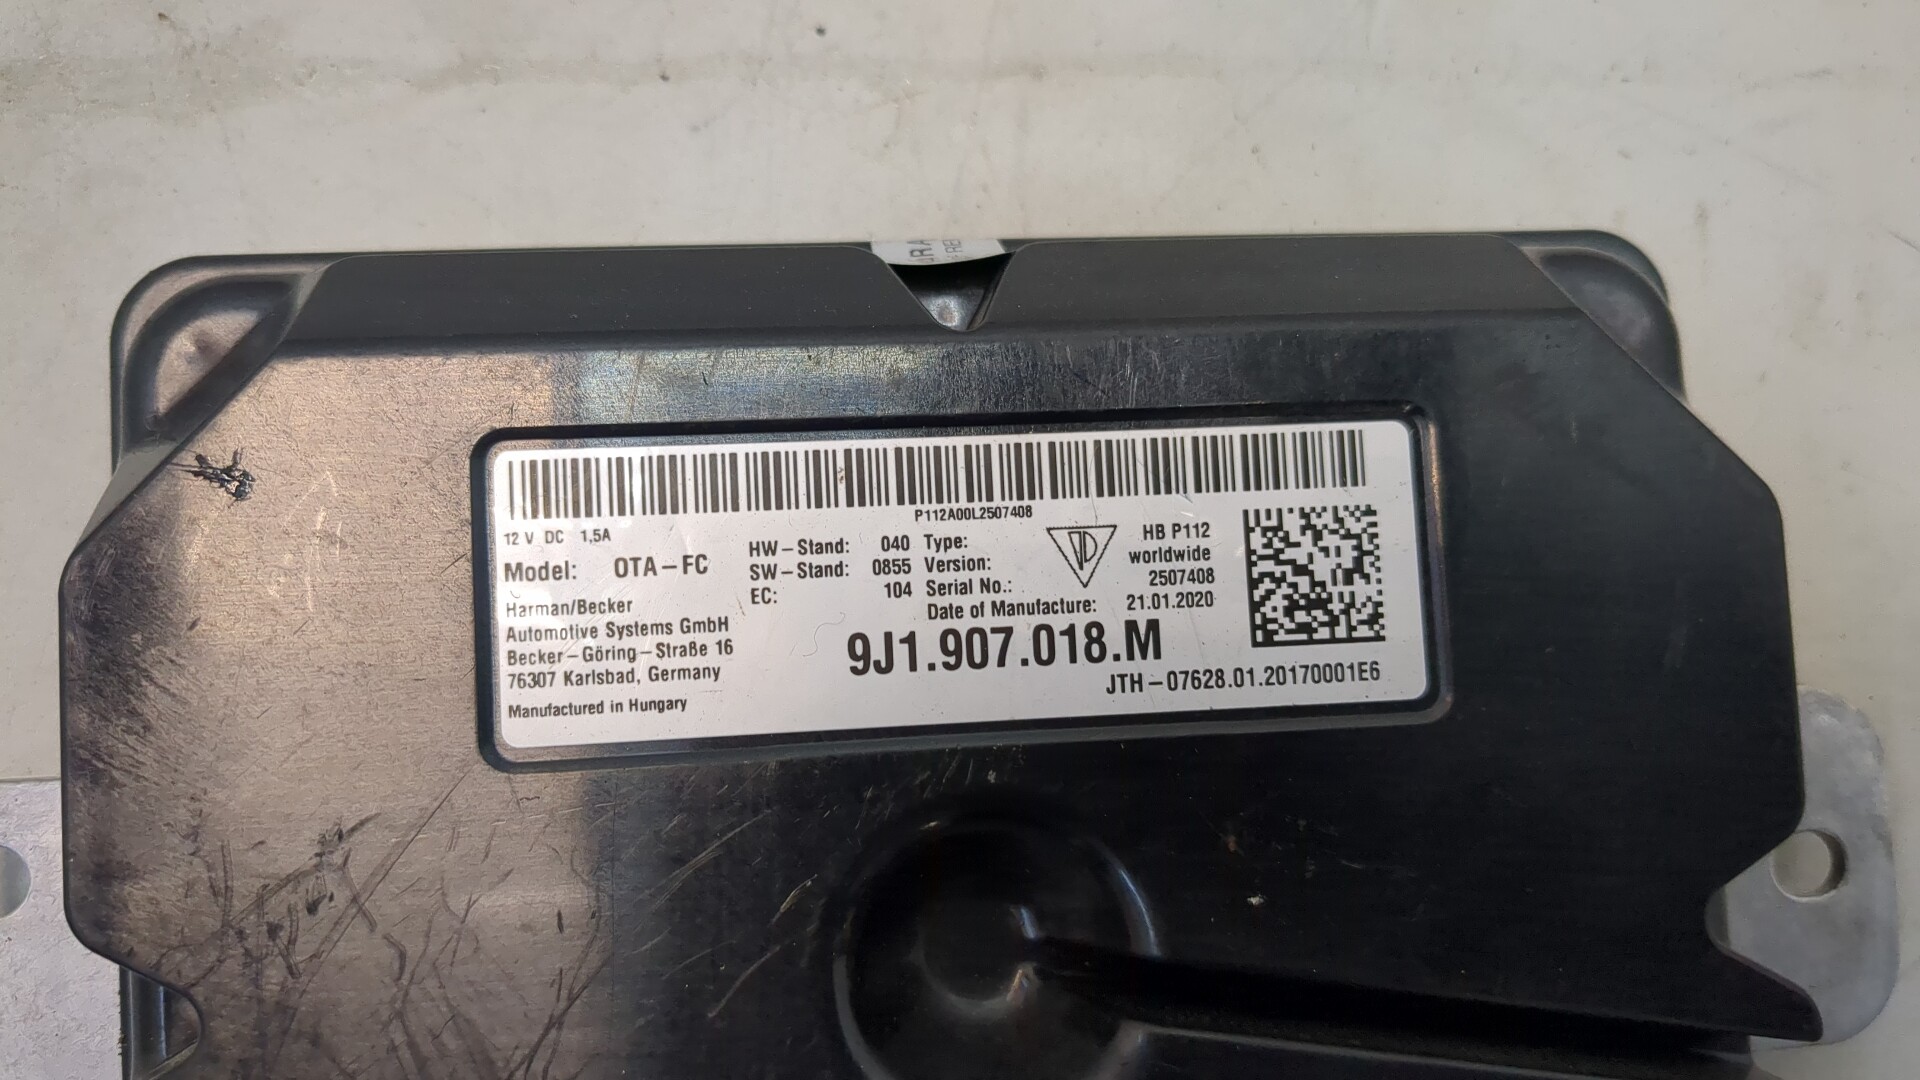 P112A00L2507408
12 V DC 1,5A
Model: OTA-FC
Harman/Becker
Automotive Systems GmbH
Becker-Göring-Straße 16
76307 Karlsbad, Germany
Manufactured in Hungary
HW-Stand: 040
SW-Stand: 0855
EC: 104
Type: HB P112
Version: worldwide
Serial No.: 2507408
Date of Manufacture: 21.01.2020
9J1.907.018.M
JTH-07628.01.20170001E6